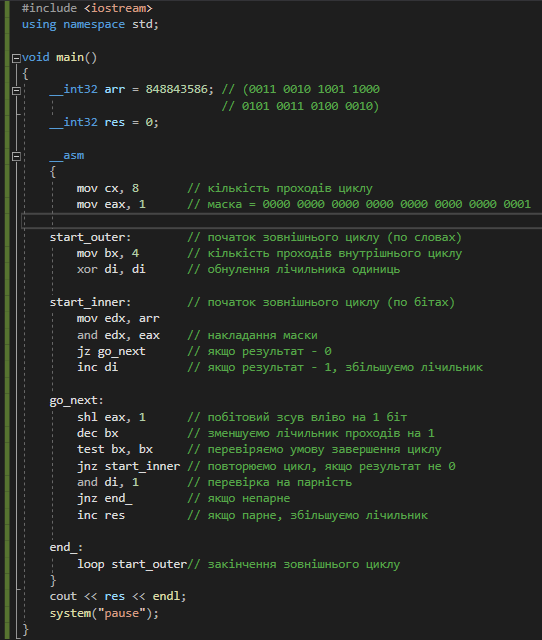 #include <iostream>
using namespace std;
void main()
{
__int32 arr = 848843586; // (0011 0010 1001 1000
// 0101 0011 0100 0010)
__int32 res = 0;
__asm
{
mov cx, 8 // кількість проходів циклу
mov eax, 1 // маска = 0000 0000 0000 0000 0000 0000 0000 0001
start_outer: // початок зовнішнього циклу (по словах)
mov bx, 4 // кількість проходів внутрішнього циклу
xor di, di // обнулення лічильника одиниць
start_inner: // початок зовнішнього циклу (по бітах)
mov edx, arr
and edx, eax // накладання маски
jz go_next // якщо результат - 0
inc di // якщо результат - 1, збільшуємо лічильник
go_next:
shl eax, 1 // побітовий зсув вліво на 1 біт
dec bx // зменшуємо лічильник проходів на 1
test bx, bx // перевіряємо умову завершення циклу
jnz start_inner // повторюємо цикл, якщо результат не 0
and di, 1 // перевірка на парність
jnz end_ // якщо непарне
inc res // якщо парне, збільшуємо лічильник
end_:
loop start_outer// закінчення зовнішнього циклу
}
cout << res << endl;
system("pause");
}